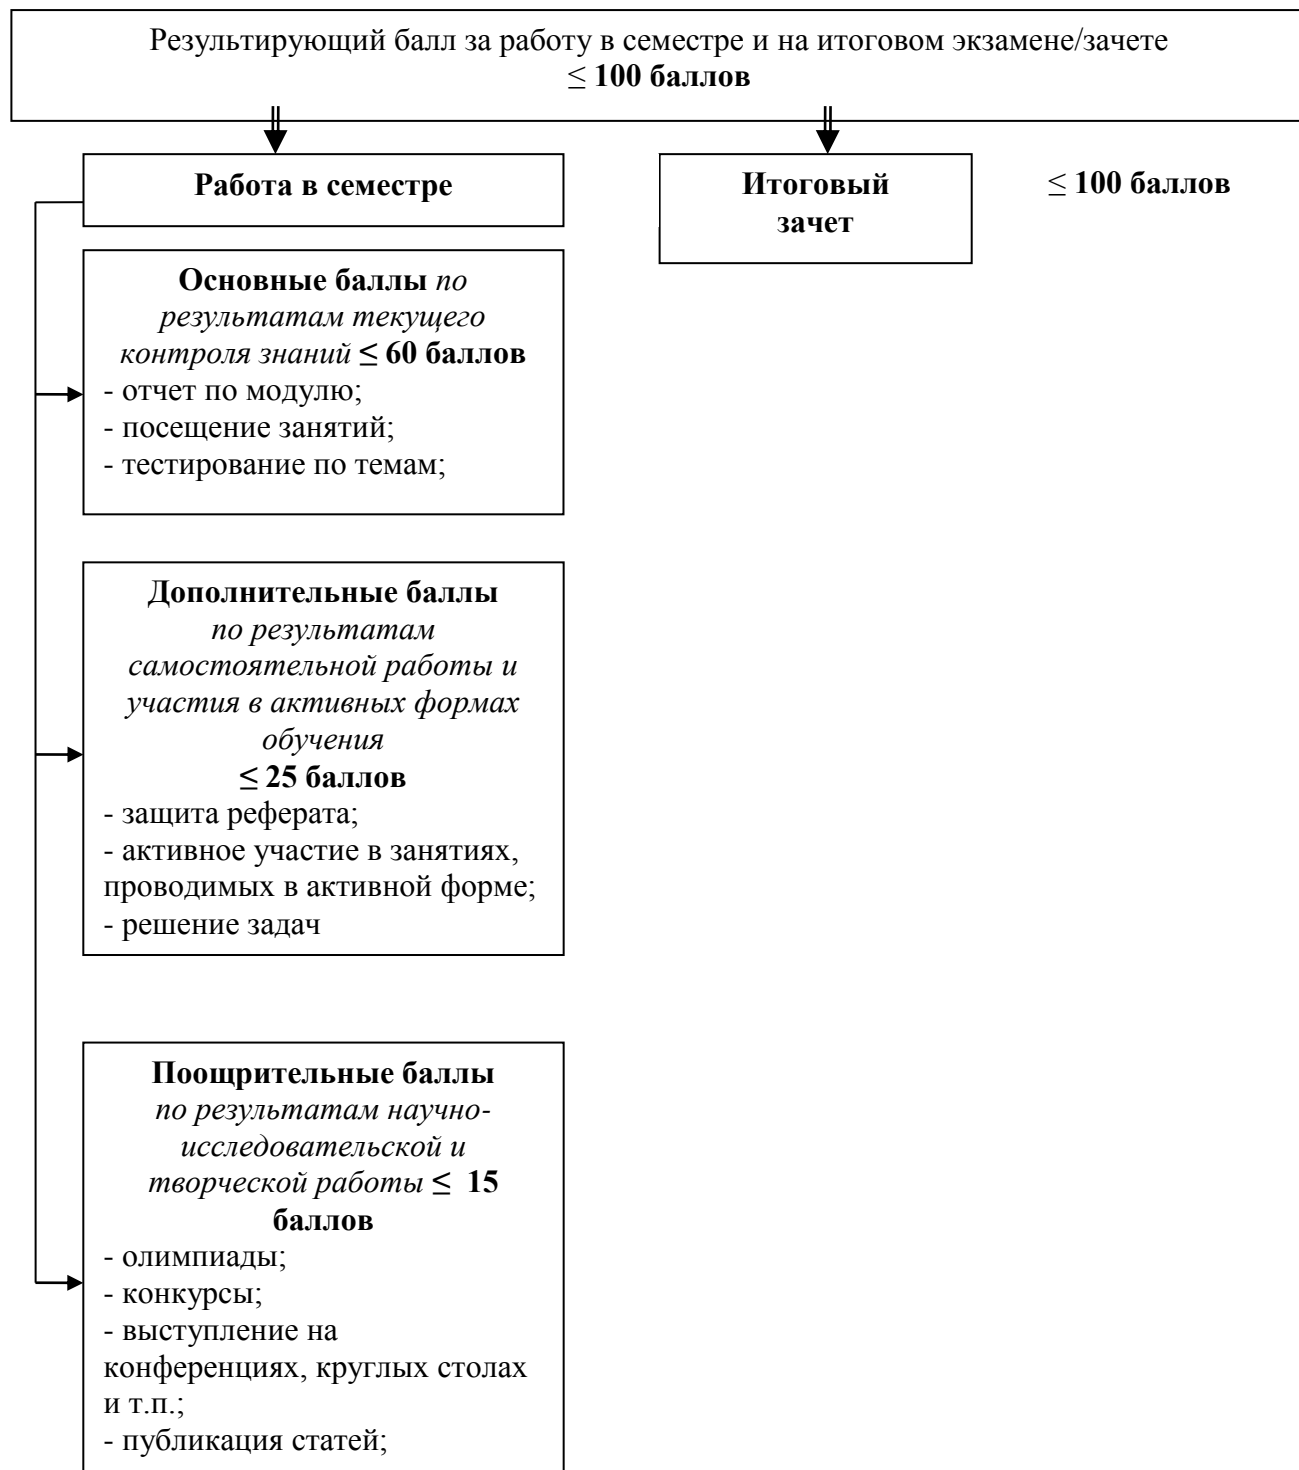 Результирующий балл за работу в семестре и на итоговом экзамене/зачете
≤ 100 баллов
Работа в семестре
Итоговый
зачет
≤ 100 баллов
Основные баллы по
результатам текущего
контроля знаний ≤ 60 баллов
- отчет по модулю;
- посещение занятий;
- тестирование по темам;
Дополнительные баллы
по результатам
самостоятельной работы и
участия в активных формах
обучения
≤ 25 баллов
- защита реферата;
- активное участие в занятиях,
проводимых в активной форме;
- решение задач
Поощрительные баллы
по результатам научно-
исследовательской и
творческой работы ≤ 15
баллов
- олимпиады;
- конкурсы;
- выступление на
конференциях, круглых столах
и т.п.;
- публикация статей;